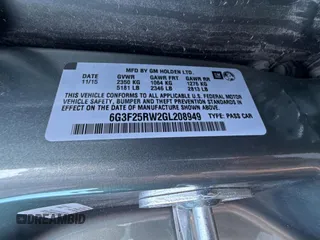 MFD BY GM HOLDEN LTD.
DATE GVWR GAWR FRT GAWR RR
11/15 2350 KG 1064 KG 1276 KG
5181 LB 2346 LB 2813 LB
THIS VEHICLE CONFORMS TO ALL APPLICABLE U.S. FEDERAL MOTOR
VEHICLE SAFETY, BUMPER, AND THEFT PREVENTION STANDARDS IN
EFFECT ON THE DATE OF MANUFACTURE SHOWN ABOVE.
6G3F25RW2GL208949 TYPE: PASS CAR
GM
DREAMBID